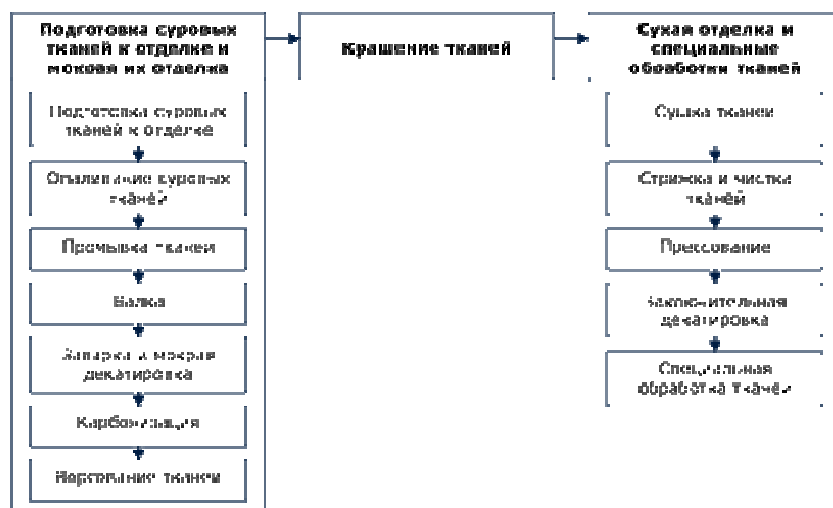 Подготовка суровых
тканей к отделке и
мокрая их отделка
Подготовка суровых
тканей к отделке
Опаливание суровых
тканей
Промывка тканей
Валка
Запарка и мокрая
декатировка
Карбонизация
Ворсование тканей
Крашение тканей
Сухая отделка и
специальные
обработки тканей
Сушка ткани
Стрижка и чистка
тканей
Прессование
Заключительная
декатировка
Специальная
обработка тканей